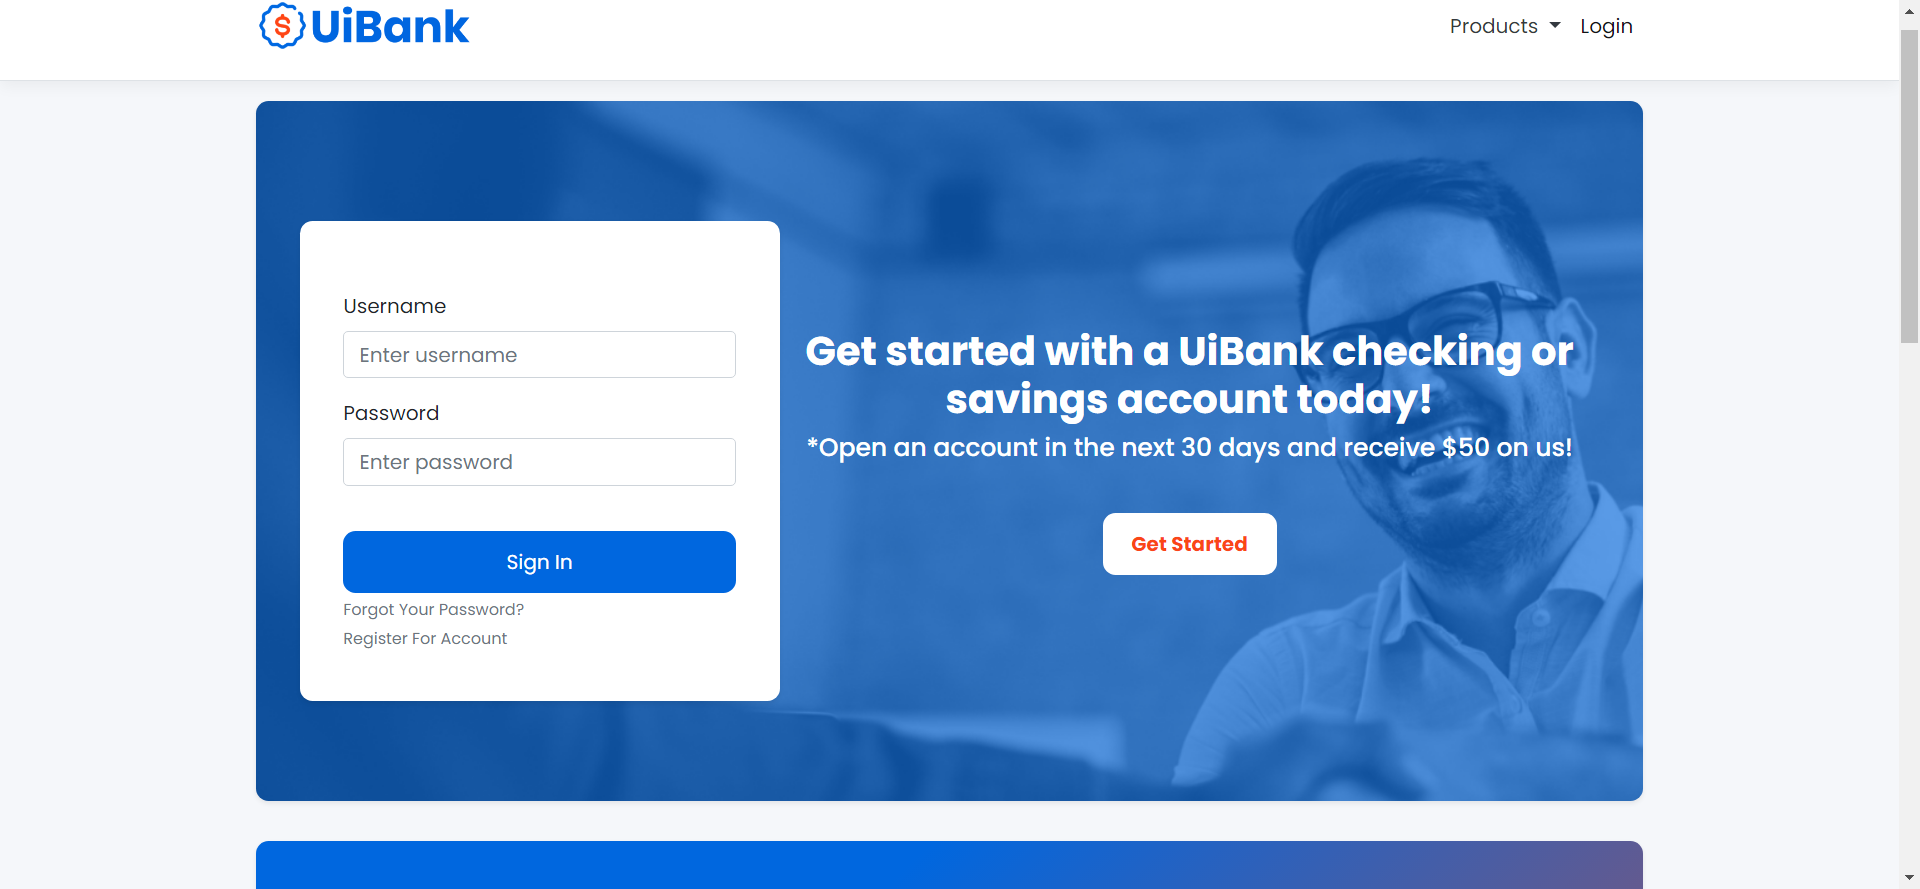 UiBank
Products Login
Username
Enter username
Password
Enter password
Sign In
Forgot Your Password?
Register For Account
Get started with a UiBank checking or
savings account today!
*Open an account in the next 30 days and receive $50 on us!
Get Started